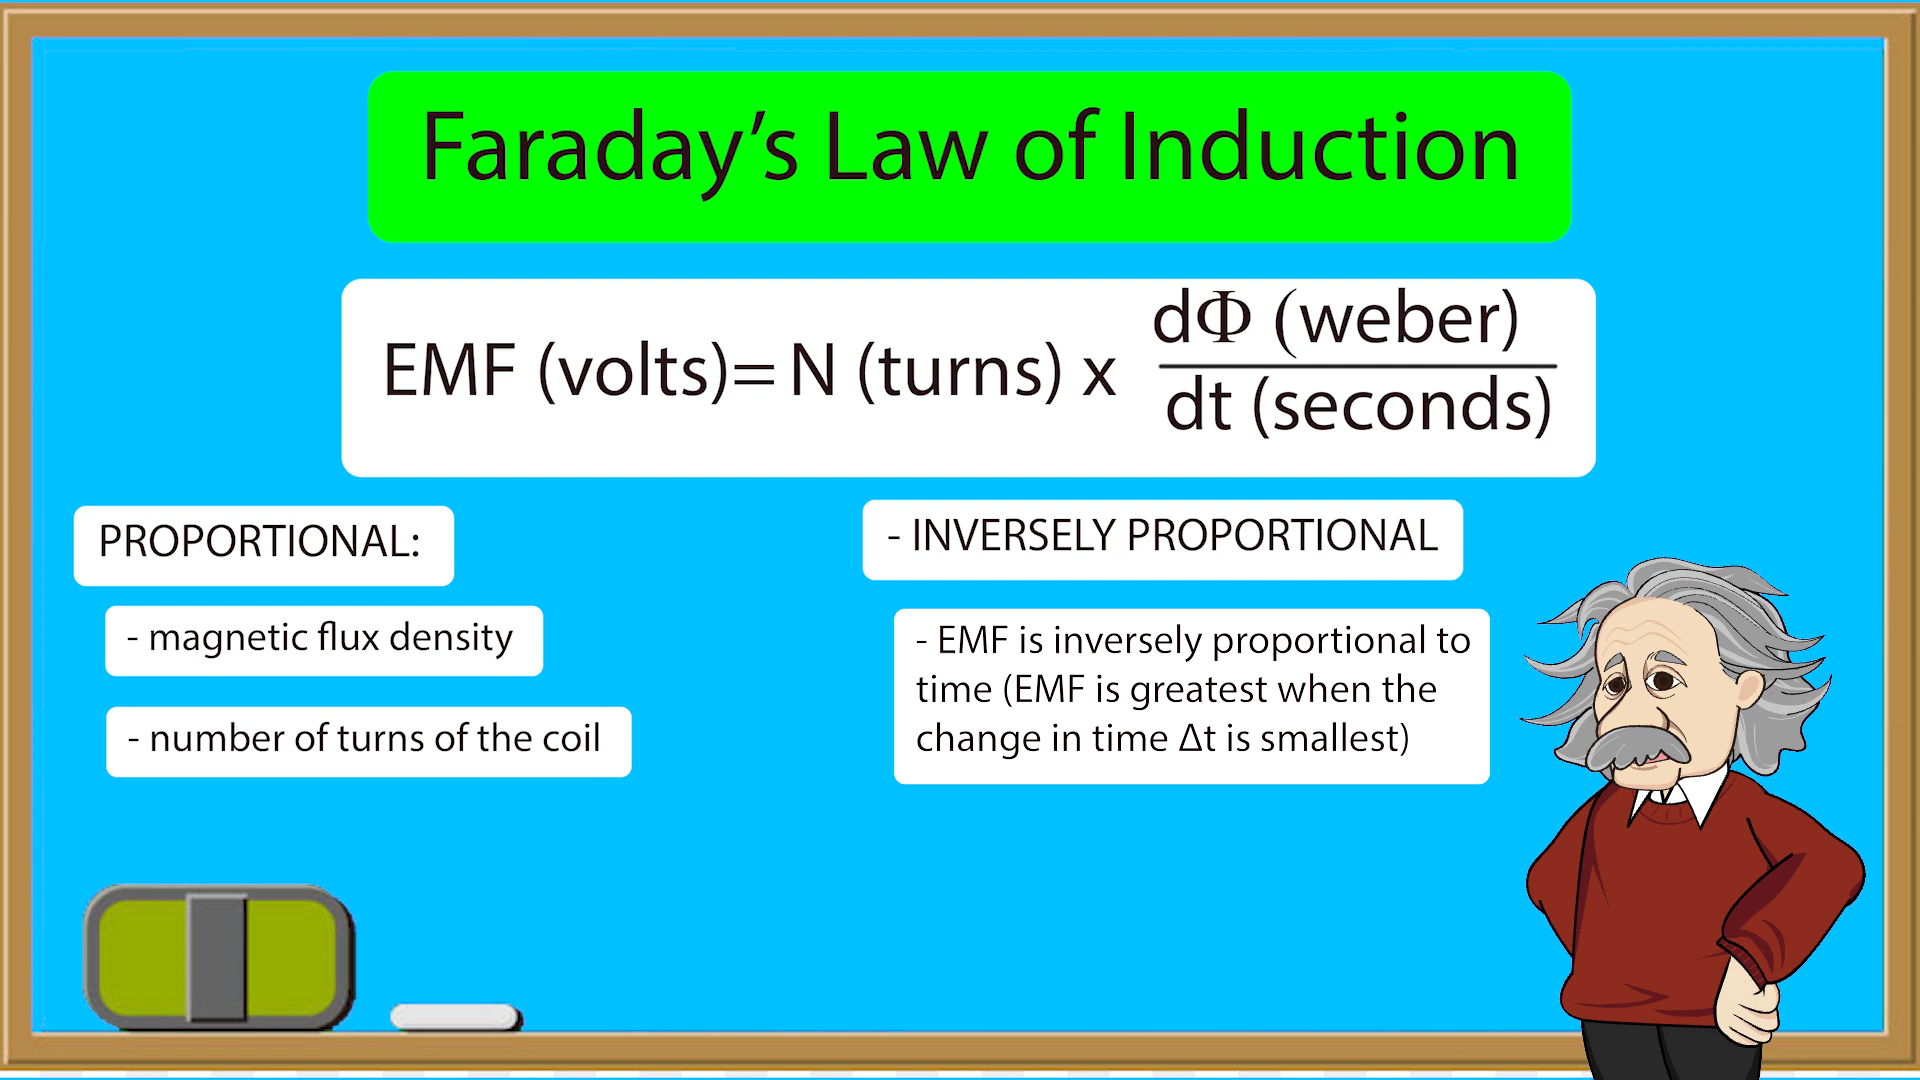 Faraday’s Law of Induction
dΦ (weber)
EMF (volts)= N (turns) x
dt (seconds)
PROPORTIONAL:
- magnetic flux density
- number of turns of the coil
- INVERSELY PROPORTIONAL
- EMF is inversely proportional to
time (EMF is greatest when the
change in time Δt is smallest)